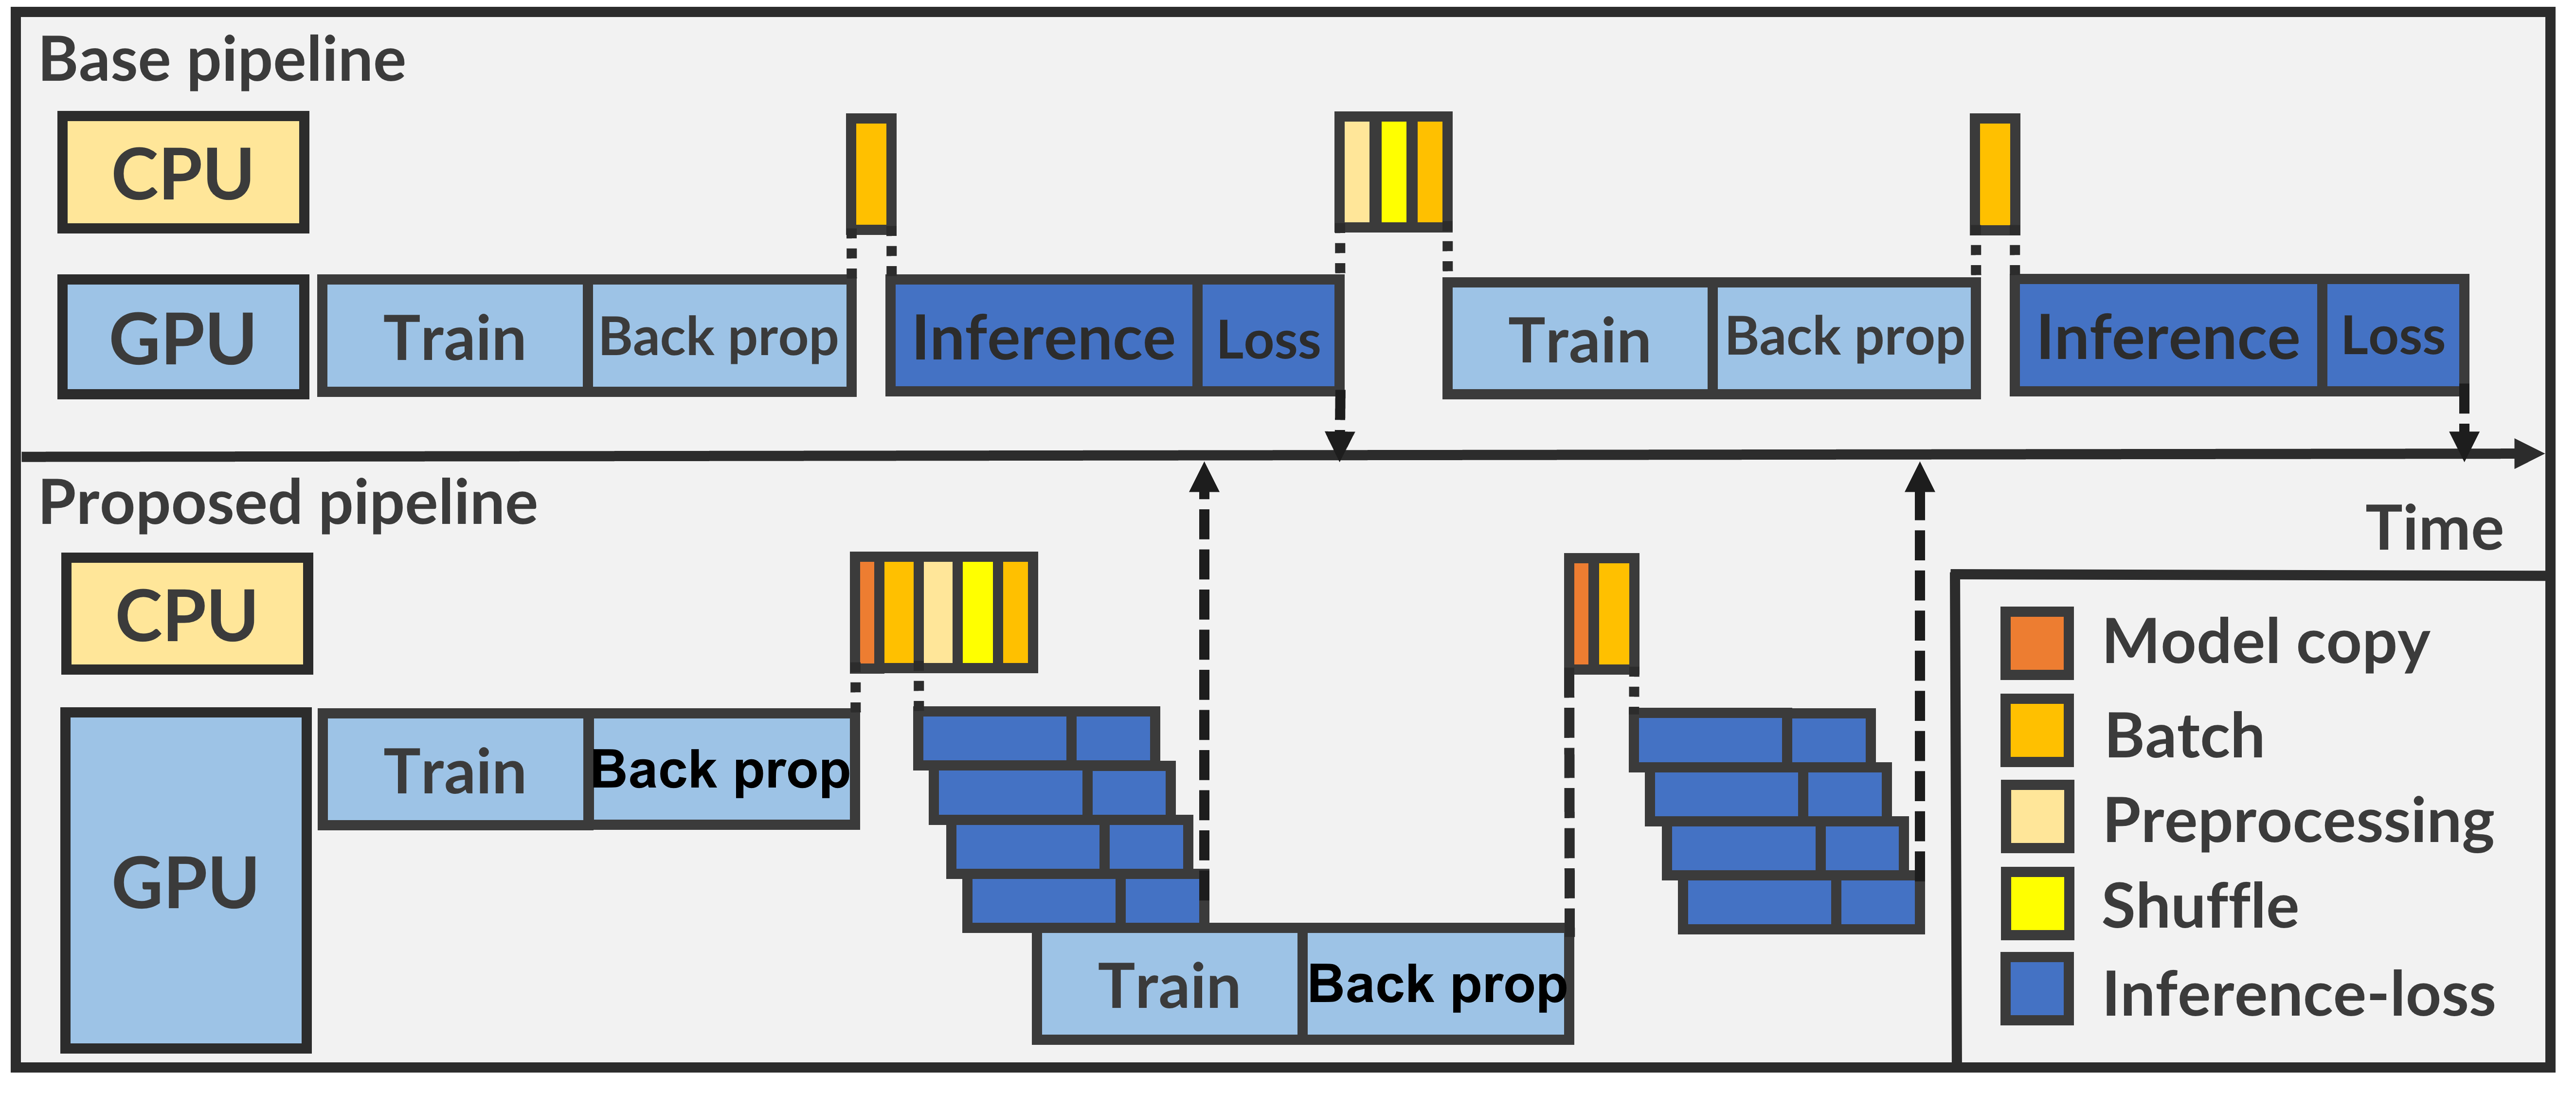 Base pipeline
CPU
GPU
Train
Back prop
Inference
Loss
Train
Back prop
Inference
Loss
Time
Proposed pipeline
CPU
GPU
Train
Back prop
Train
Back prop
Model copy
Batch
Preprocessing
Shuffle
Inference-loss